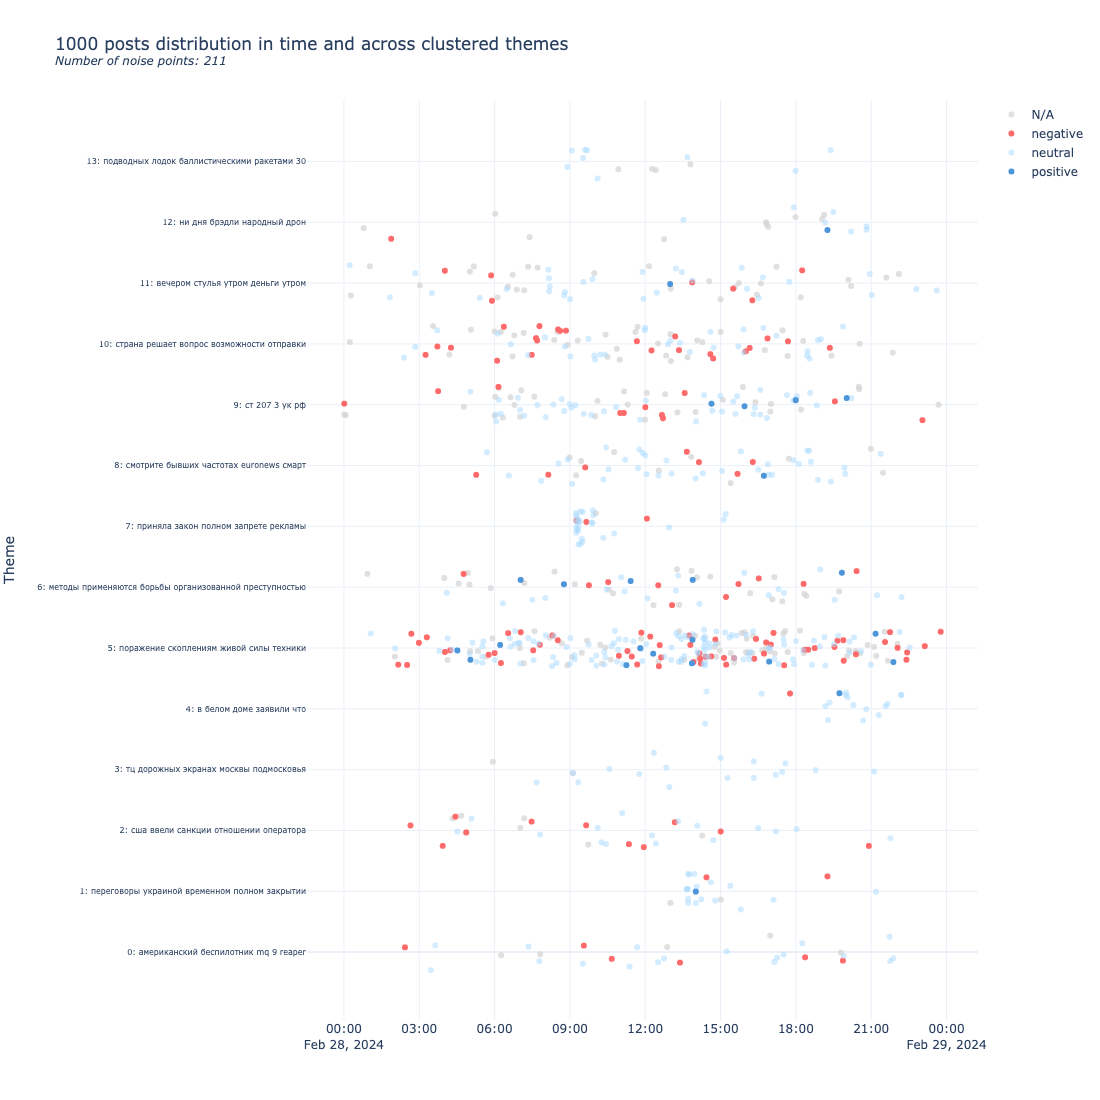 1000 posts distribution in time and across clustered themes
Number of noise points: 211
N/A
negative
neutral
positive
Theme
13: подводных лодок баллистическими ракетами 30
12: ни дня брэдли народный дрон
11: вечером стулья утром деньги утром
10: страна решает вопрос возможности отправки
9: ст 207 3 ук рф
8: смотрите бывших частотах euronews смарт
7: приняла закон полном запрете рекламы
6: методы применяются борьбы организованной преступностью
5: поражение скоплениям живой силы техники
4: в белом доме заявили что
3: тц дорожных экранах москвы подмосковья
2: сша ввели санкции отношении оператора
1: переговоры украиной временном полном закрытии
0: американский беспилотник mq 9 reaper
00:00 03:00 06:00 09:00 12:00 15:00 18:00 21:00 00:00
Feb 28, 2024 Feb 29, 2024